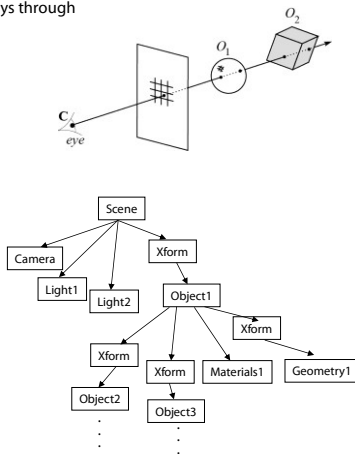 ys through
O₂
O₁
C
eye
Scene
Camera
Xform
Light1
Light2
Object1
Xform
Xform
Xform
Materials1
Geometry1
Object2
Object3